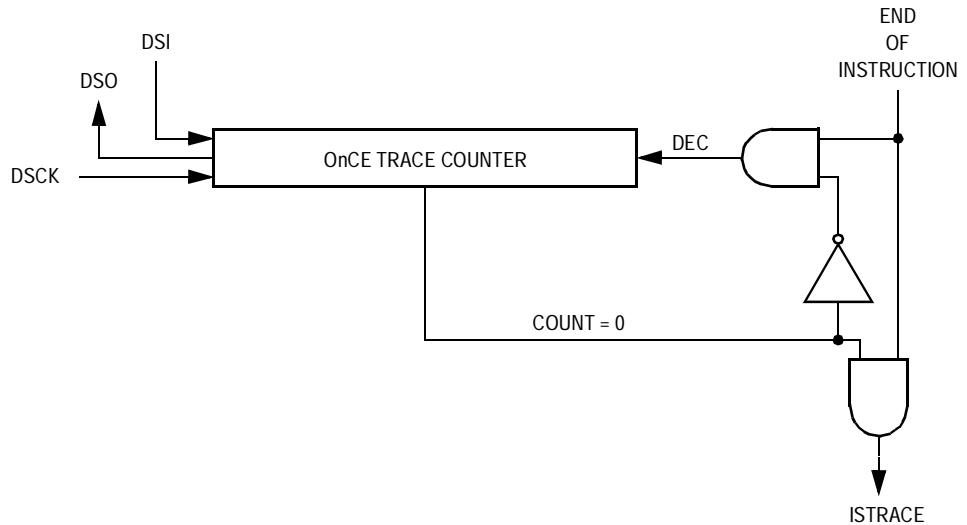 END
OF
INSTRUCTION
DSI
DSO
DSCK
OnCE TRACE COUNTER
DEC
COUNT = 0
ISTRACE